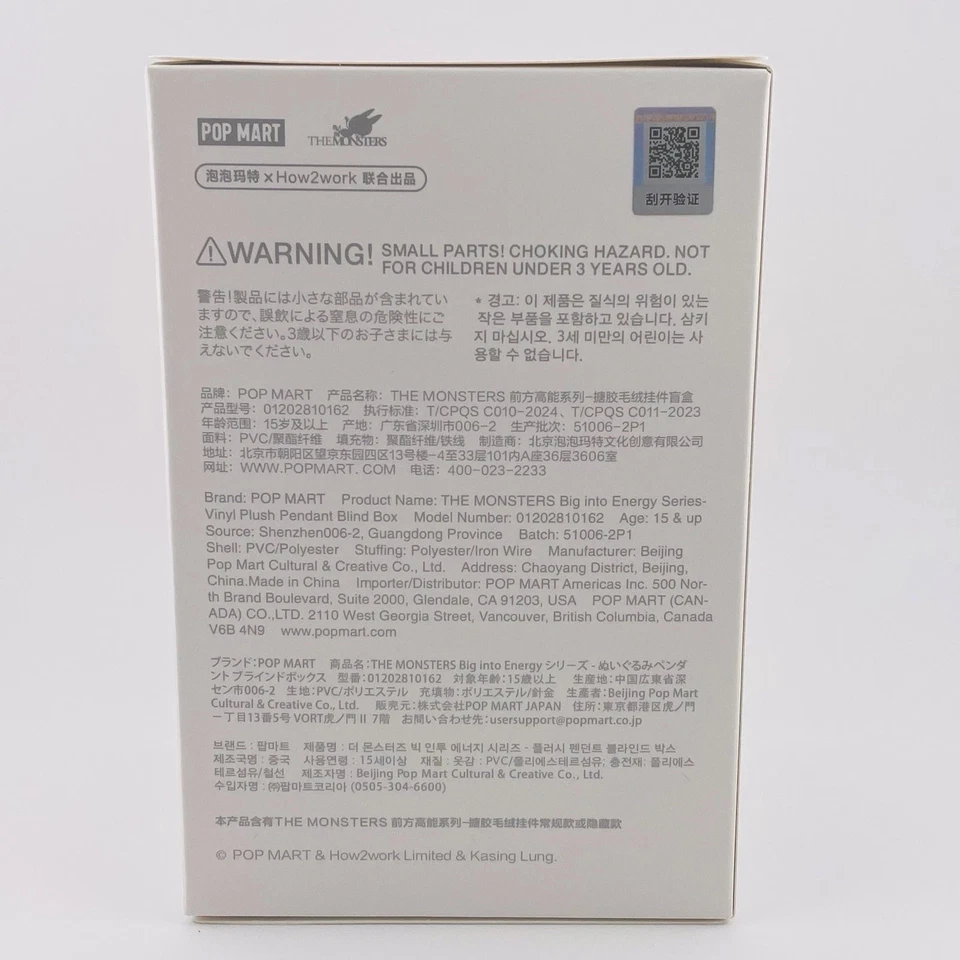 POP MART
THE MONSTERS
泡泡玛特×How2work 联合出品
刮开验证
WARNING! SMALL PARTS! CHOKING HAZARD. NOT
FOR CHILDREN UNDER 3 YEARS OLD.
警告!製品には小さな部品が含まれてい
ますので、誤飲による窒息の危険性にご
注意ください。3歳以下のお子さまには与
えないでください。
* 경고: 이 제품은 질식의 위험이 있는
작은 부품을 포함하고 있습니다. 삼키
지 마십시오. 3세 미만의 어린이는 사
용할 수 없습니다.
品牌：POP MART 产品名称：THE MONSTERS 前方高能系列-搪胶毛绒挂件盲盒
产品型号：01202810162 执行标准：T/CPQS C010-2024、T/CPQS C011-2023
年龄范围：15岁及以上 产地：广东省深圳市006-2 生产批次：51006-2P1
面料：PVC/聚酯纤维 填充物：聚酯纤维/铁线 制造商：北京泡泡玛特文化创意有限公司
地址：北京市朝阳区望京东园四区13号楼-4至33层101内A座36层3606室
网址：WWW.POPMART.COM 电话：400-023-2233
Brand: POP MART Product Name: THE MONSTERS Big into Energy Series-
Vinyl Plush Pendant Blind Box Model Number: 01202810162 Age: 15 & up
Source: Shenzhen006-2, Guangdong Province Batch: 51006-2P1
Shell: PVC/Polyester Stuffing: Polyester/Iron Wire Manufacturer: Beijing
Pop Mart Cultural & Creative Co., Ltd. Address: Chaoyang District, Beijing,
China.Made in China Importer/Distributor: POP MART Americas Inc. 500 Nor-
th Brand Boulevard, Suite 2000, Glendale, CA 91203, USA POP MART (CAN-
ADA) CO.,LTD. 2110 West Georgia Street, Vancouver, British Columbia, Canada
V6B 4N9 www.popmart.com
ブランド:POP MART 商品名:THE MONSTERS Big into Energy シリーズ - ぬいぐるみペンダ
ント ブラインドボックス 型番:01202810162 対象年齢:15歳以上 生産地:中国広東省深
セン市006-2 生地:PVC/ポリエステル 充填物:ポリエステル/針金 生産者:Beijing Pop Mart
Cultural & Creative Co., Ltd. 販売元:株式会社POP MART JAPAN 住所:東京都港区虎ノ門
一丁目13番5号 VORT虎ノ門Ⅱ 7階 お問い合わせ先:usersupport@popmart.co.jp
브랜드 : 팝마트 제품명 : 더 몬스터즈 빅 인투 에너지 시리즈 - 플러시 펜던트 블라인드 박스
제조국명 : 중국 사용연령 : 15세이상 재질 : 옷감 : PVC/폴리에스테르섬유; 충전재: 폴리에스
테르섬유/철선 제조자명 : Beijing Pop Mart Cultural & Creative Co., Ltd.
수입자명 : ㈜팝마트코리아 (0505-304-6600)
本产品含有THE MONSTERS 前方高能系列-搪胶毛绒挂件常规款或隐藏款
© POP MART & How2work Limited & Kasing Lung.